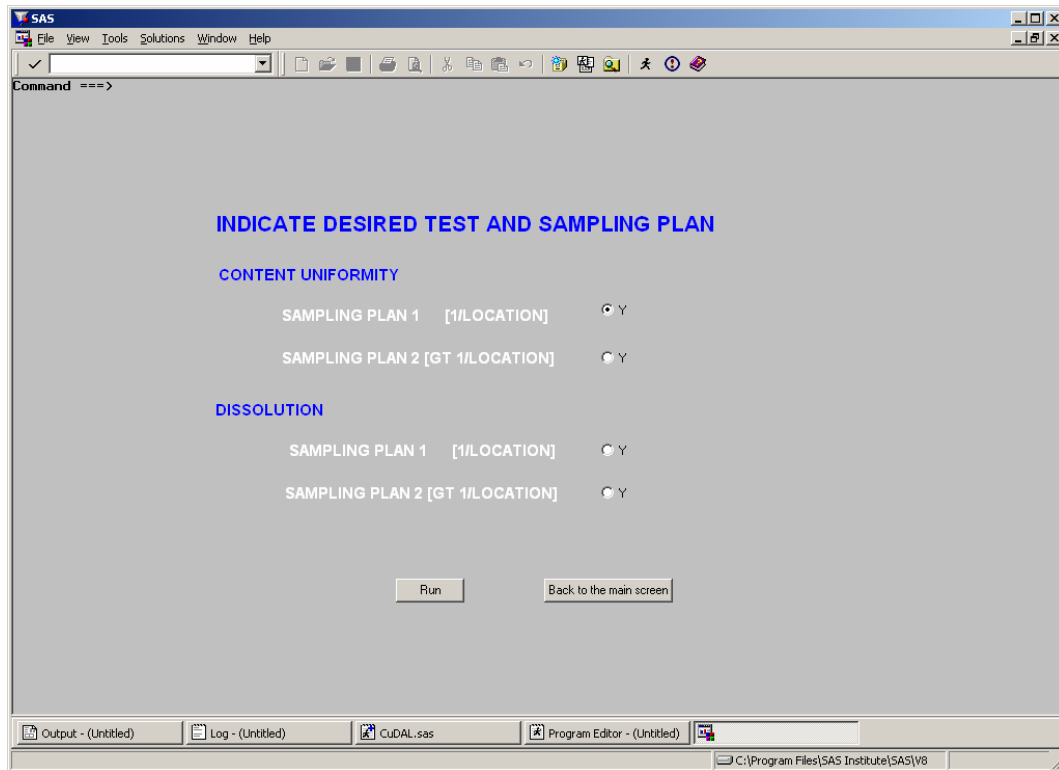 SAS
File View Tools Solutions Window Help
Command ===>
INDICATE DESIRED TEST AND SAMPLING PLAN
CONTENT UNIFORMITY
SAMPLING PLAN 1 [1/LOCATION] Y
SAMPLING PLAN 2 [GT 1/LOCATION] Y
DISSOLUTION
SAMPLING PLAN 1 [1/LOCATION] Y
SAMPLING PLAN 2 [GT 1/LOCATION] Y
Run Back to the main screen
Output - (Untitled) Log - (Untitled) CuDAL.sas Program Editor - (Untitled)
C:\Program Files\SAS Institute\SAS\V8